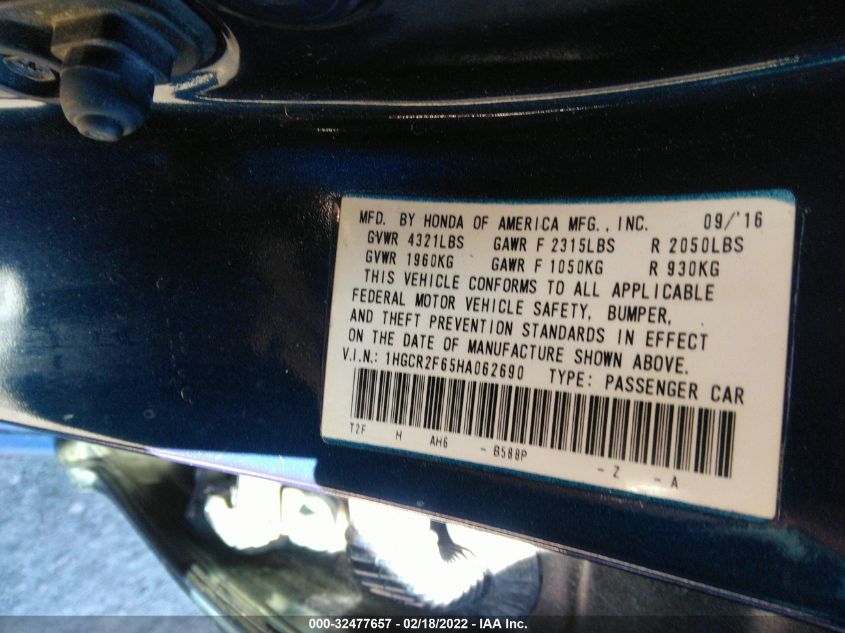 MFD. BY HONDA OF AMERICA MFG., INC. 09/'16
GVWR 4321LBS GAWR F 2315LBS R 2050LBS
GVWR 1960KG GAWR F 1050KG R 930KG
THIS VEHICLE CONFORMS TO ALL APPLICABLE
FEDERAL MOTOR VEHICLE SAFETY, BUMPER,
AND THEFT PREVENTION STANDARDS IN EFFECT
ON THE DATE OF MANUFACTURE SHOWN ABOVE.
V.I.N.: 1HGCR2F65HA062690 TYPE: PASSENGER CAR
T2F H AH6 - B588P - Z - A
000-32477657 - 02/18/2022 - IAA Inc.